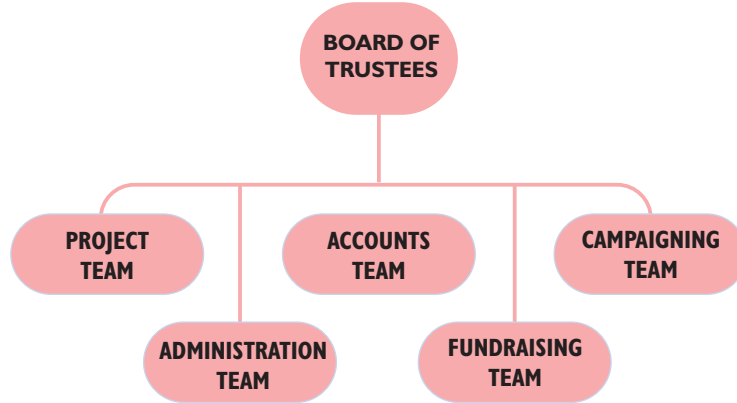 BOARD OF
TRUSTEES
PROJECT
TEAM
ACCOUNTS
TEAM
CAMPAIGNING
TEAM
ADMINISTRATION
TEAM
FUNDRAISING
TEAM